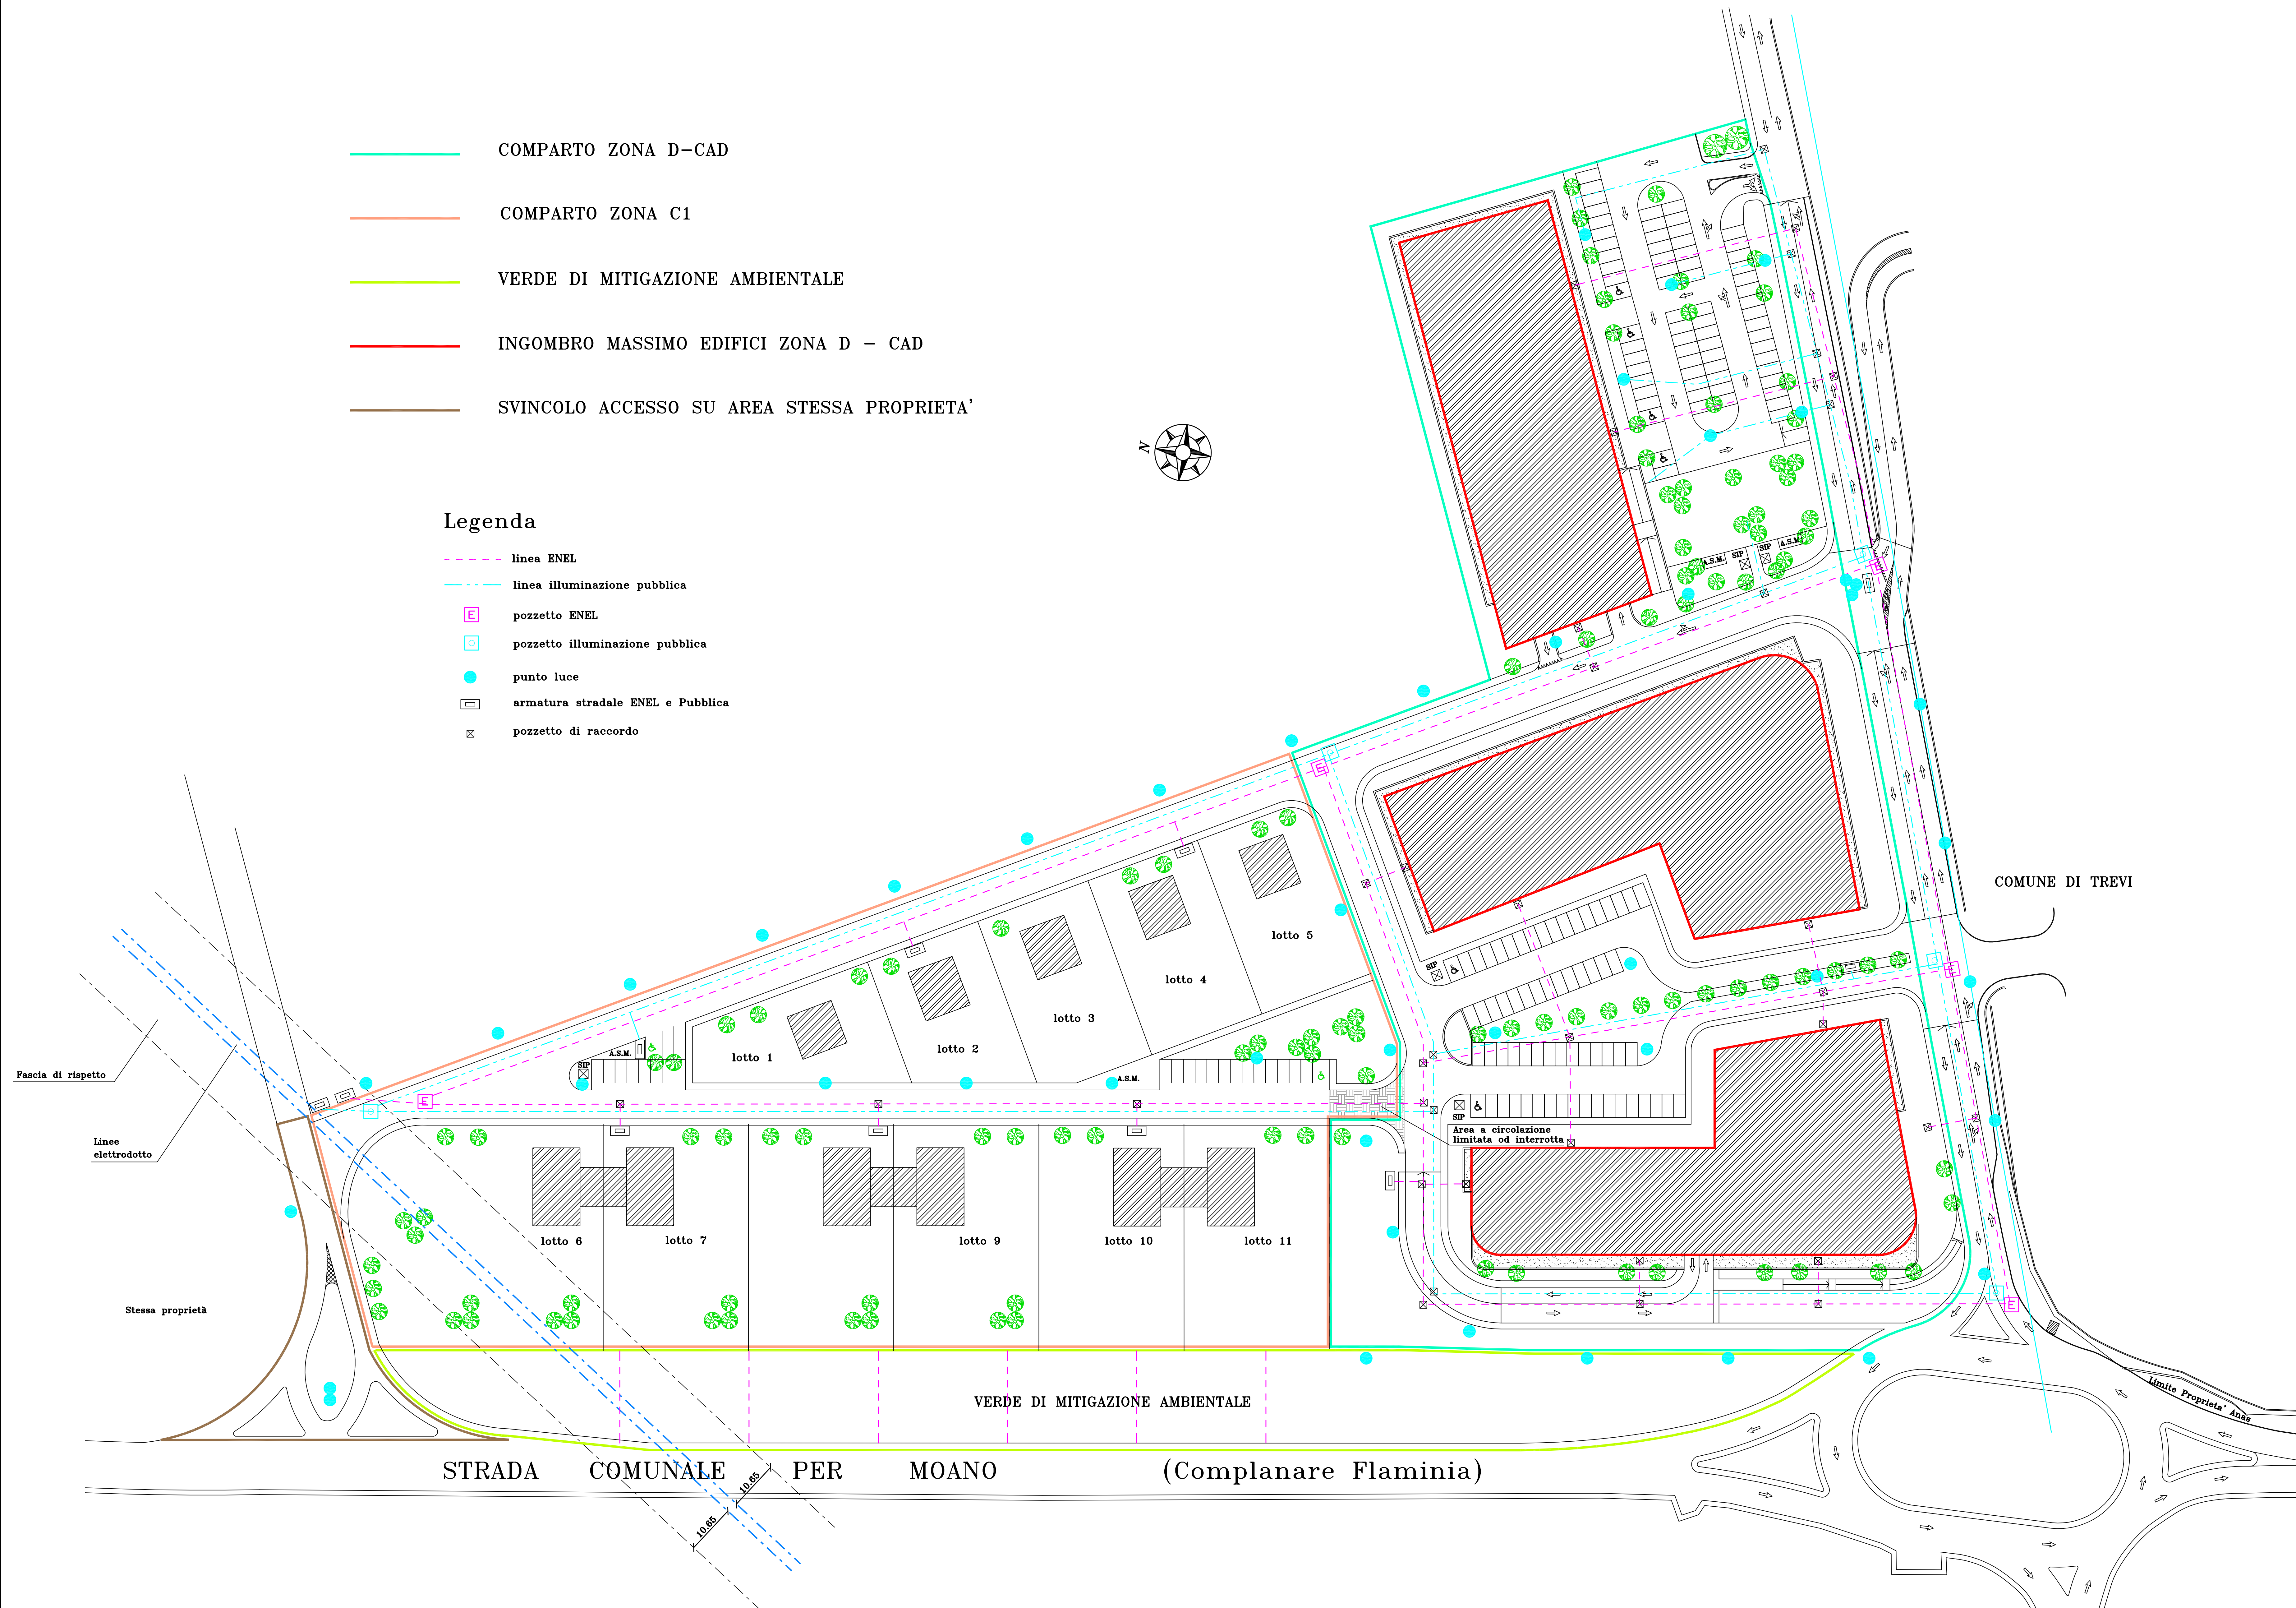 COMPARTO ZONA D-CAD
COMPARTO ZONA C1
VERDE DI MITIGAZIONE AMBIENTALE
INGOMBRO MASSIMO EDIFICI ZONA D - CAD
SVINCOLO ACCESSO SU AREA STESSA PROPRIETA'
N
Legenda
linea ENEL
linea illuminazione pubblica
E pozzetto ENEL
pozzetto illuminazione pubblica
punto luce
armatura stradale ENEL e Pubblica
pozzetto di raccordo
A.S.M.
SIP
SIP
A.S.M.
E
E
COMUNE DI TREVI
lotto 5
SIP
E
lotto 4
lotto 3
lotto 2
lotto 1
A.S.M.
SIP
A.S.M.
E
Fascia di rispetto
Linee
elettrodotto
SIP
Area a circolazione
limitata od interrotta
lotto 6
lotto 7
lotto 9
lotto 10
lotto 11
Stessa proprietà
E
Limite Proprieta' Anas
VERDE DI MITIGAZIONE AMBIENTALE
STRADA COMUNALE PER MOANO (Complanare Flaminia)
10.65
10.65